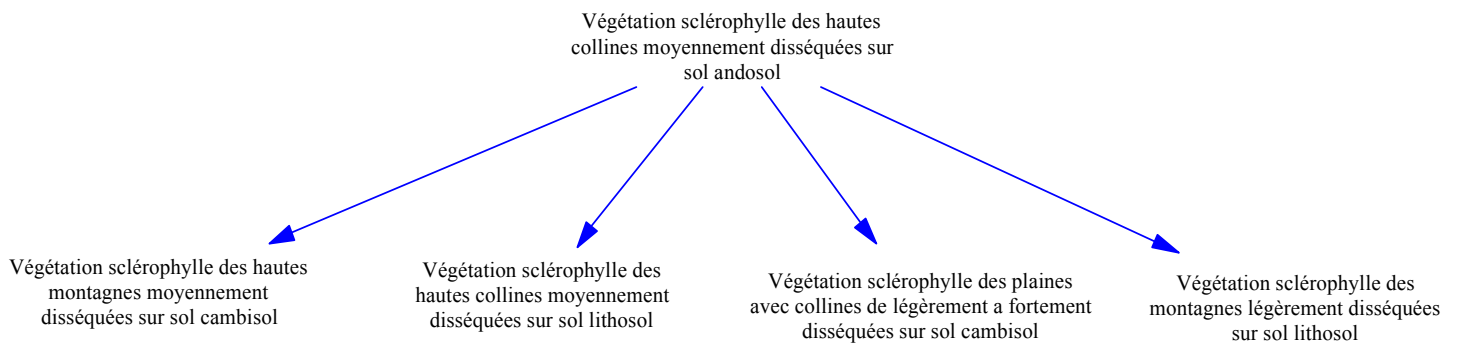 Végétation sclérophylle des hautes
collines moyennement disséquées sur
sol andosol
Végétation sclérophylle des hautes
montagnes moyennement
disséquées sur sol cambisol
Végétation sclérophylle des
hautes collines moyennement
disséquées sur sol lithosol
Végétation sclérophylle des plaines
avec collines de légèrement a fortement
disséquées sur sol cambisol
Végétation sclérophylle des
montagnes légèrement disséquées
sur sol lithosol